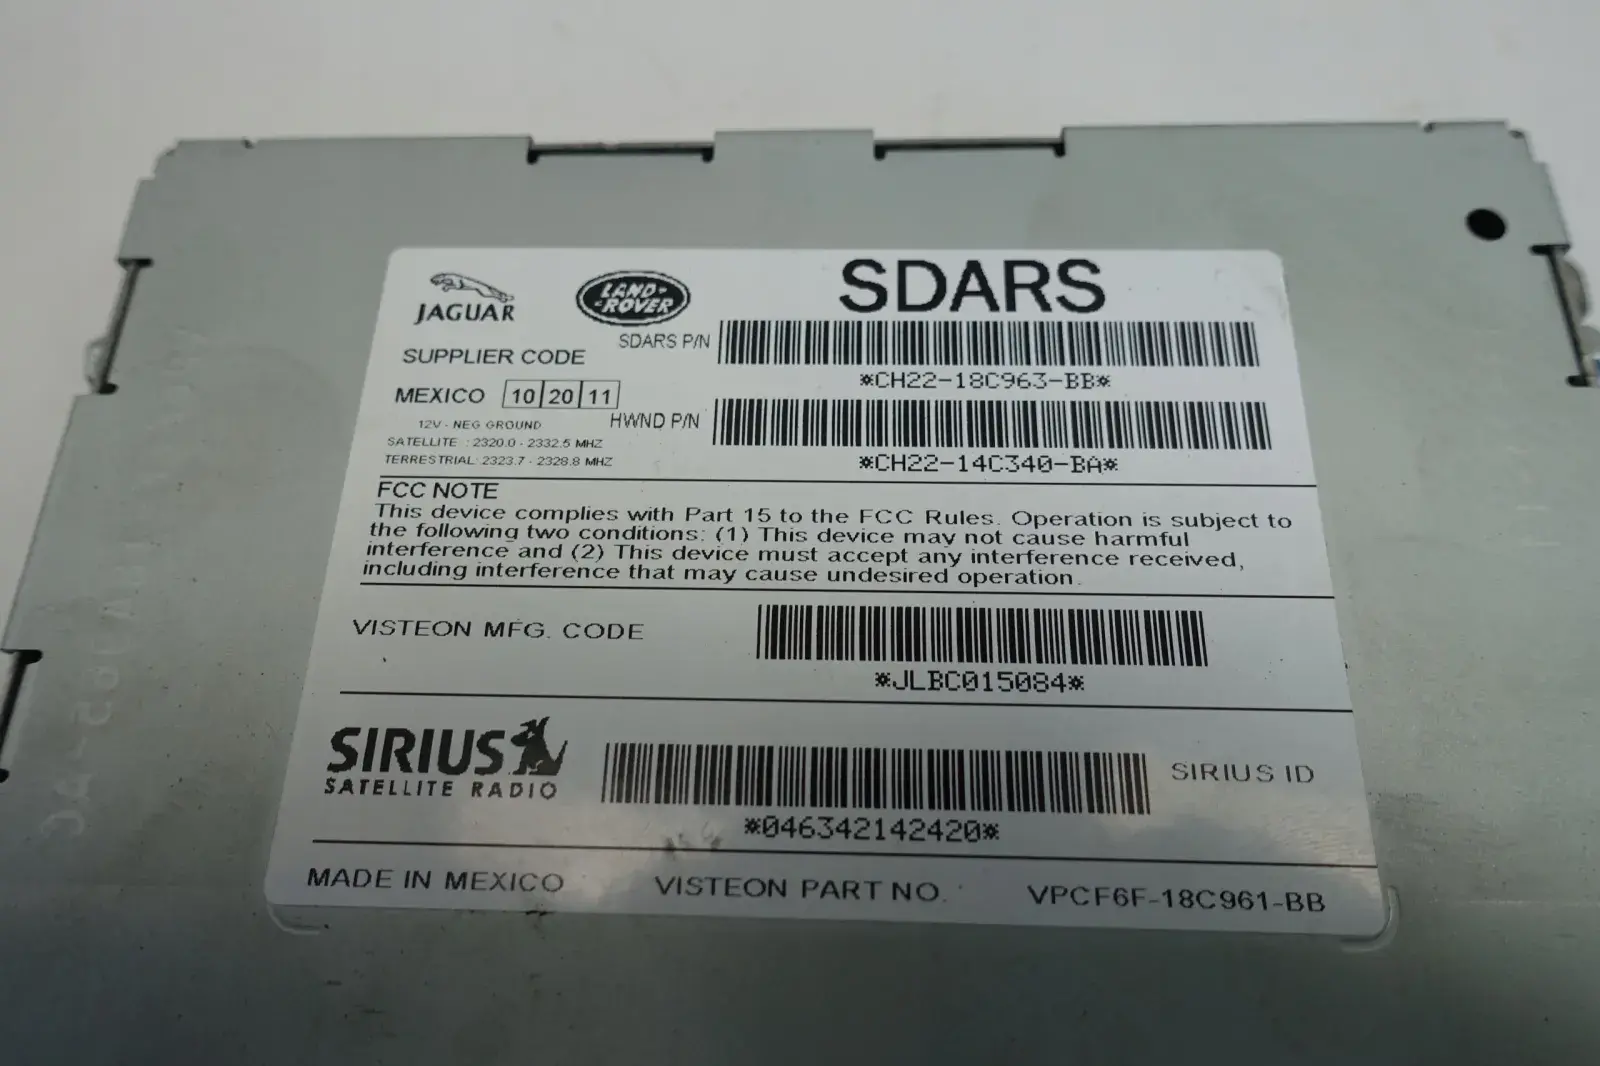 JAGUAR
LAND-
-ROVER
SDARS
SUPPLIER CODE
SDARS P/N
*CH22-18C963-BB*
MEXICO 10 20 11
HWND P/N
*CH22-14C340-BA*
12V - NEG GROUND
SATELLITE : 2320.0 - 2332.5 MHZ
TERRESTRIAL: 2323.7 - 2328.8 MHZ
FCC NOTE
This device complies with Part 15 to the FCC Rules. Operation is subject to
the following two conditions: (1) This device may not cause harmful
interference and (2) This device must accept any interference received,
including interference that may cause undesired operation.
VISTEON MFG. CODE
*JLBC015084*
SIRIUS
SATELLITE RADIO
SIRIUS ID
*046342142420*
MADE IN MEXICO VISTEON PART NO. VPCF6F-18C961-BB